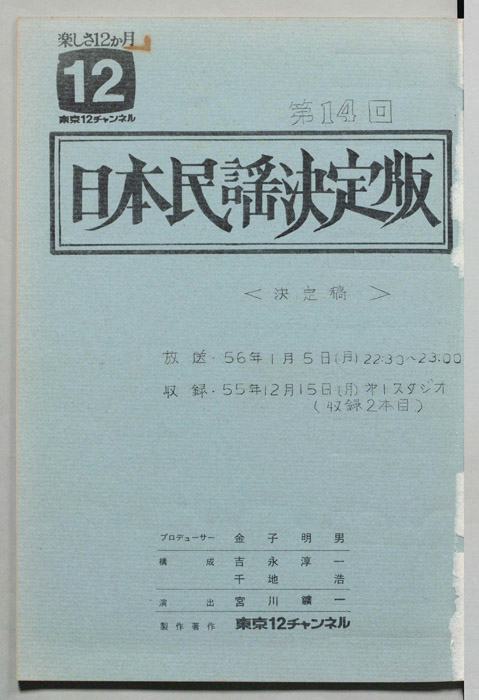 楽しさ12か月
12
東京12チャンネル
第14回
日本民謡決定版
＜決定稿＞
放送・56年1月5日(月)22:30~23:00
収録・55年12月15日(月)オ1スタジオ
(収録2本目)
プロデューサー 金子明男
構成 吉永淳一
千地浩
演出 宮川鑛一
製作著作 東京12チャンネル